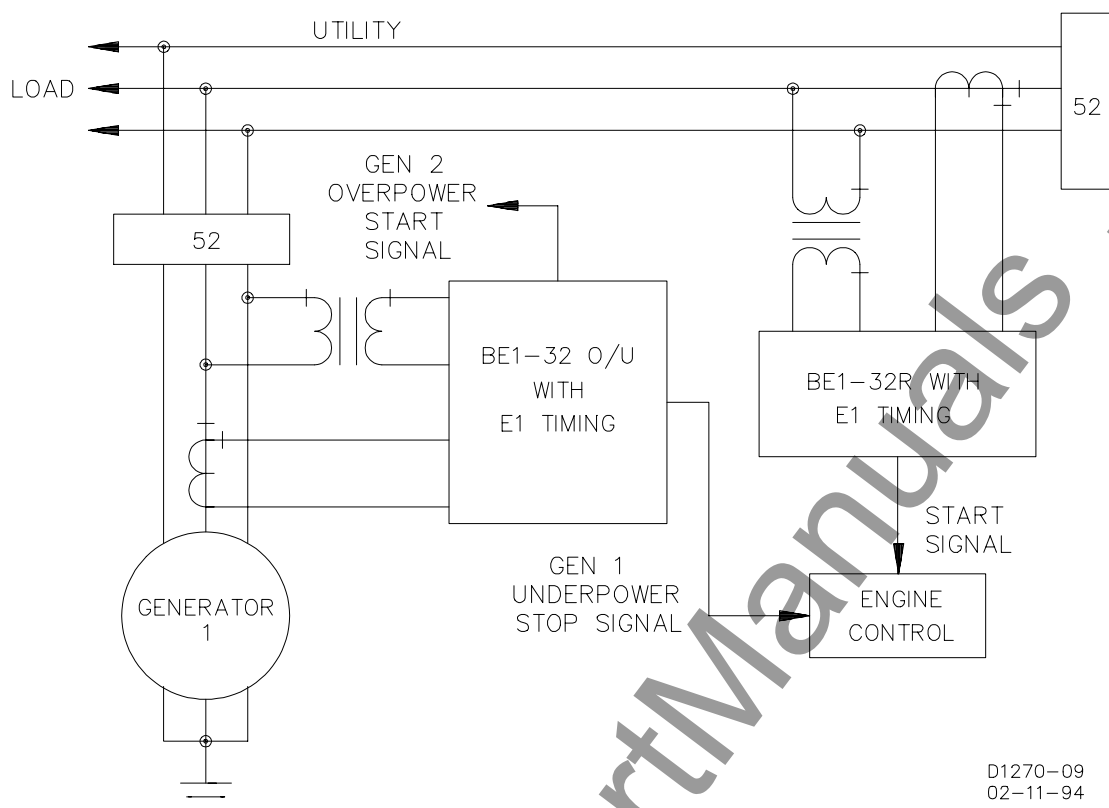 UTILITY
LOAD
52
GEN 2
OVERPOWER
START
SIGNAL
52
BE1-32 O/U
WITH
E1 TIMING
BE1-32R WITH
E1 TIMING
START
SIGNAL
GEN 1
UNDERPOWER
STOP SIGNAL
ENGINE
CONTROL
GENERATOR
1
D1270-09
02-11-94
rtManuals